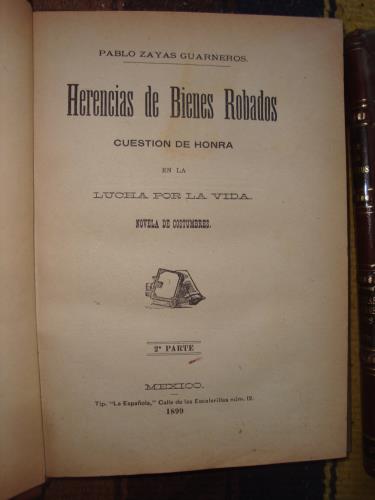 PABLO ZAYAS GUARNEROS.
Herencias de Bienes Robados
CUESTION DE HONRA
EN LA
LUCHA POR LA VIDA.
NOVELA DE COSTUMBRES.
2ª PARTE
MEXICO.
Tip. "La Española," Calle de las Escalerillas núm. 12.
1899